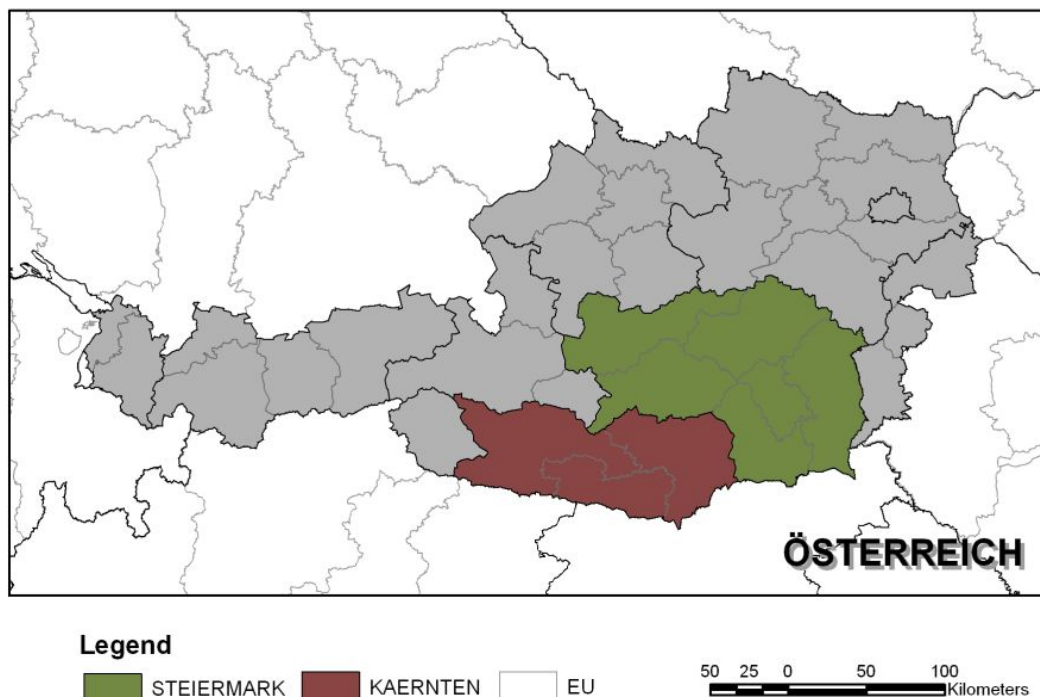 ÖSTERREICH
Legend
STEIERMARK KAERNTEN EU
50 25 0 50 100
Kilometers